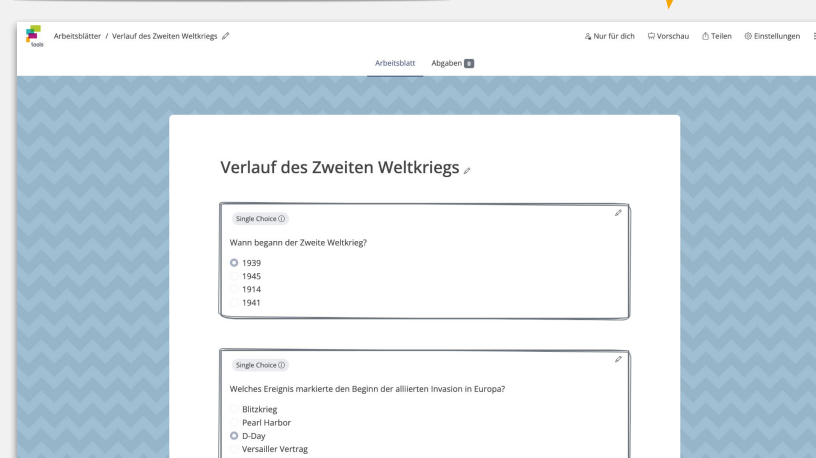 tools
Arbeitsblätter / Verlauf des Zweiten Weltkriegs
Nur für dich Vorschau Teilen Einstellungen
Arbeitsblatt Abgaben 0
Verlauf des Zweiten Weltkriegs
Single Choice
Wann begann der Zweite Weltkrieg?
1939
1945
1914
1941
Single Choice
Welches Ereignis markierte den Beginn der alliierten Invasion in Europa?
Blitzkrieg
Pearl Harbor
D-Day
Versailler Vertrag